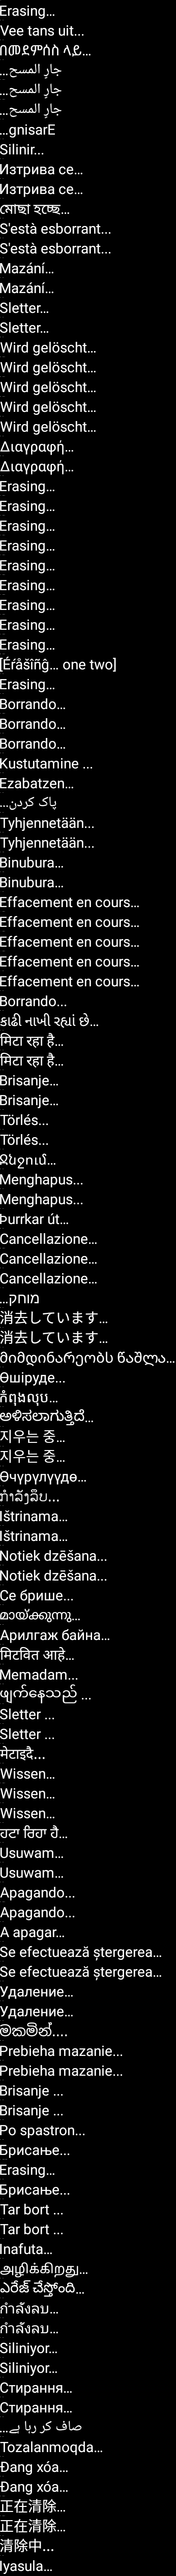 Erasing…
Vee tans uit...
በመደምሰስ ላይ…
جارٍ المسح…
جارٍ المسح…
جارٍ المسح…
…gnisarE
Silinir...
Изтрива се…
Изтрива се…
মোছা হচ্ছে…
S'està esborrant...
S'està esborrant...
Mazání…
Mazání…
Sletter…
Sletter…
Wird gelöscht…
Wird gelöscht…
Wird gelöscht…
Wird gelöscht…
Wird gelöscht…
Διαγραφή…
Διαγραφή…
Erasing…
Erasing…
Erasing…
Erasing…
Erasing…
Erasing…
Erasing…
Erasing…
Erasing…
[Éŕåšîñĝ… one two]
Erasing…
Borrando…
Borrando…
Borrando…
Kustutamine ...
Ezabatzen…
پاک کردن…
Tyhjennetään...
Tyhjennetään...
Binubura…
Binubura…
Effacement en cours…
Effacement en cours…
Effacement en cours…
Effacement en cours…
Effacement en cours…
Borrando...
કાઢી નાખી રહ્યાં છે…
मिटा रहा है…
मिटा रहा है…
Brisanje…
Brisanje…
Törlés...
Törlés...
Ջնջում…
Menghapus...
Menghapus...
Þurrkar út…
Cancellazione…
Cancellazione…
Cancellazione…
מוחק…
消去しています…
消去しています…
მიმდინარეობს წაშლა…
Өшіруде…
កំពុងលុប…
ಅಳಿಸಲಾಗುತ್ತಿದೆ…
지우는 중…
지우는 중…
Өчүрүлүүдө…
ກຳລັງລຶບ...
Ištrinama…
Ištrinama…
Notiek dzēšana...
Notiek dzēšana...
Се брише...
മായ്ക്കുന്നു…
Арилгаж байна…
मिटवित आहे…
Memadam...
ဖျက်နေသည် ...
Sletter ...
Sletter ...
मेटाइदै...
Wissen…
Wissen…
Wissen…
ਹਟਾ ਰਿਹਾ ਹੈ…
Usuwam…
Usuwam…
Apagando...
Apagando...
A apagar…
Se efectuează ștergerea…
Se efectuează ștergerea…
Удаление…
Удаление…
මකමින්....
Prebieha mazanie...
Prebieha mazanie...
Brisanje ...
Brisanje ...
Po spastron...
Брисање…
Erasing…
Брисање…
Tar bort ...
Tar bort ...
Inafuta…
அழிக்கிறது…
ఎరేజ్ చేస్తోంది…
กำลังลบ…
กำลังลบ…
Siliniyor…
Siliniyor…
Стирання…
Стирання…
صاف کر رہا ہے…
Tozalanmoqda…
Đang xóa…
Đang xóa…
正在清除…
正在清除…
清除中...
Iyasula…